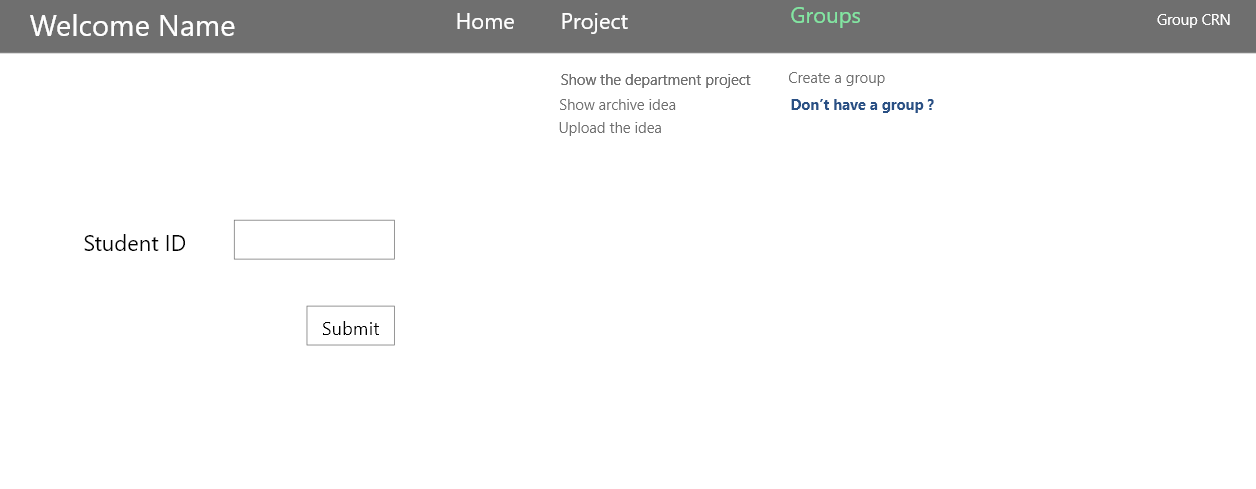 Welcome Name
Home
Project
Groups
Group CRN
Show the department project
Create a group
Show archive idea
Don't have a group ?
Upload the idea
Student ID
Submit